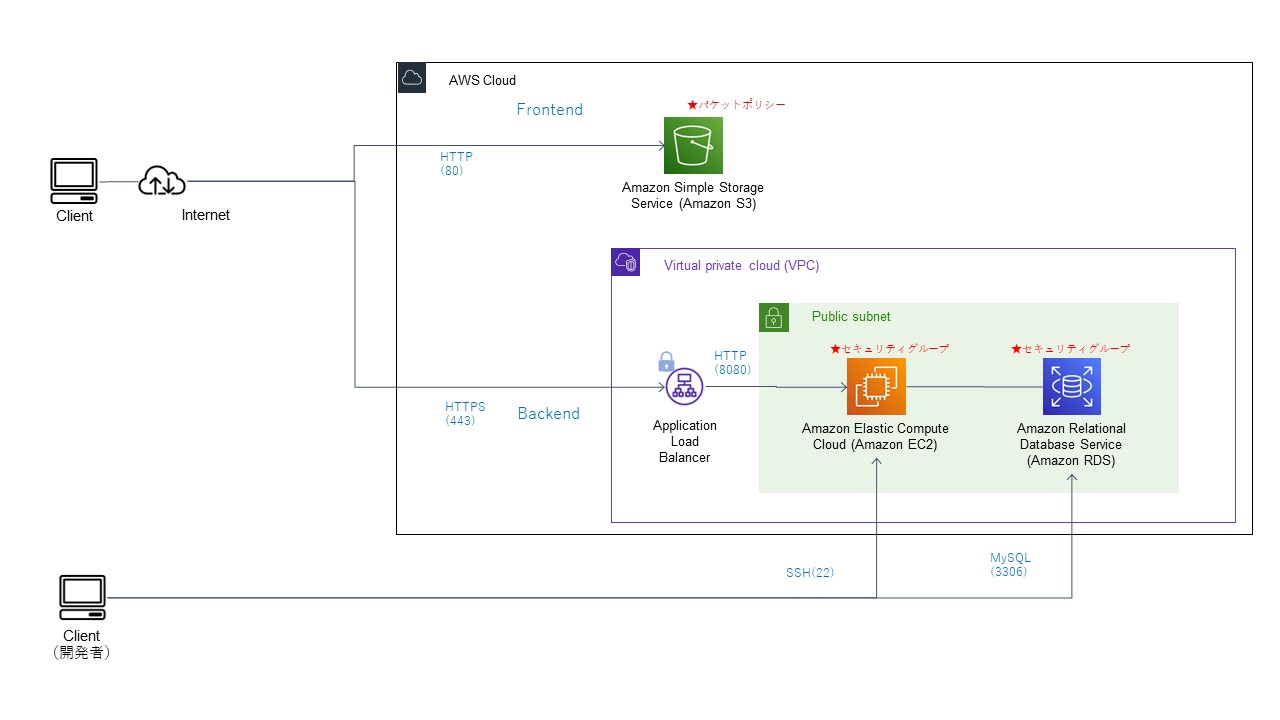 AWS Cloud
Frontend
★パケットポリシー
HTTP
(80)
Amazon Simple Storage
Service (Amazon S3)
Client
Internet
Virtual private cloud (VPC)
Public subnet
★セキュリティグループ
★セキュリティグループ
HTTP
(8080)
HTTPS
(443)
Backend
Application
Load
Balancer
Amazon Elastic Compute
Cloud (Amazon EC2)
Amazon Relational
Database Service
(Amazon RDS)
SSH(22)
MySQL
(3306)
Client
（開発者）